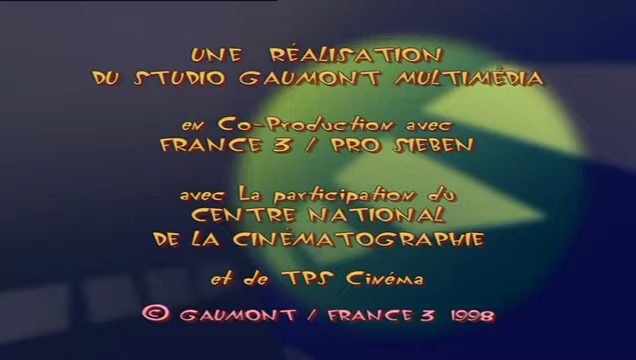 UNE RÉALISATION
DU STUDIO GAUMONT MULTIMÉDIA
en Co-Production avec
FRANCE 3 / PRO SIEBEN
avec La participation du
CENTRE NATIONAL
DE LA CINÉMATOGRAPHIE
et de TPS Cinéma
© GAUMONT / FRANCE 3 1998